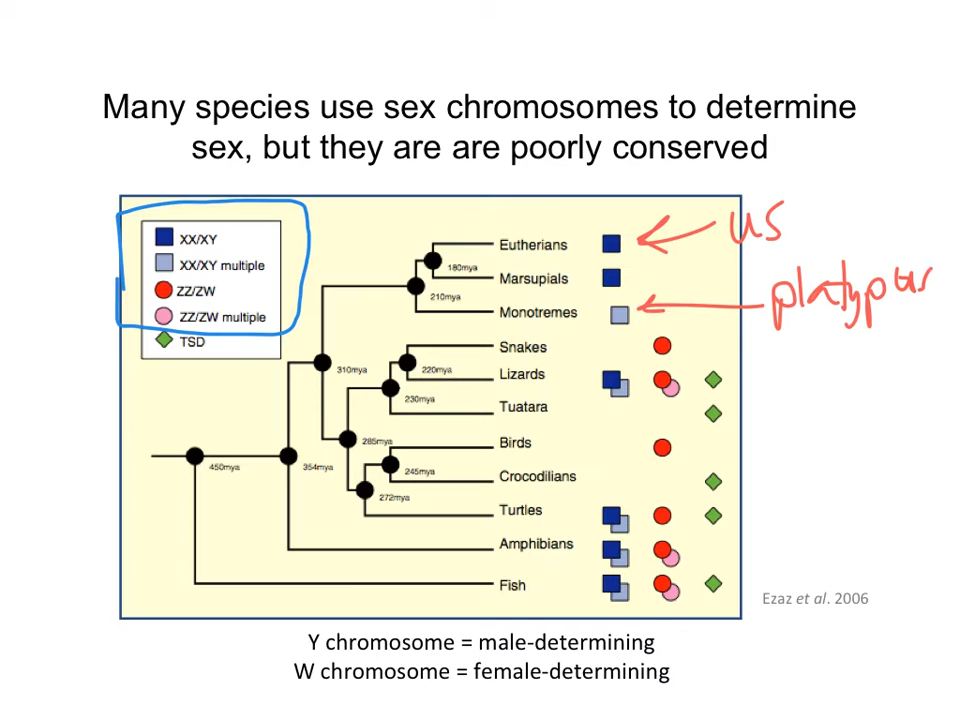 Many species use sex chromosomes to determine
sex, but they are are poorly conserved
XX/XY
XX/XY multiple
ZZ/ZW
ZZ/ZW multiple
TSD
Eutherians
us
180mya
Marsupials
210mya
Monotremes
platypus
Snakes
310mya
220mya
Lizards
230mya
Tuatara
285mya
Birds
450mya
354mya
245mya
Crocodilians
272mya
Turtles
Amphibians
Fish
Ezaz et al. 2006
Y chromosome = male-determining
W chromosome = female-determining